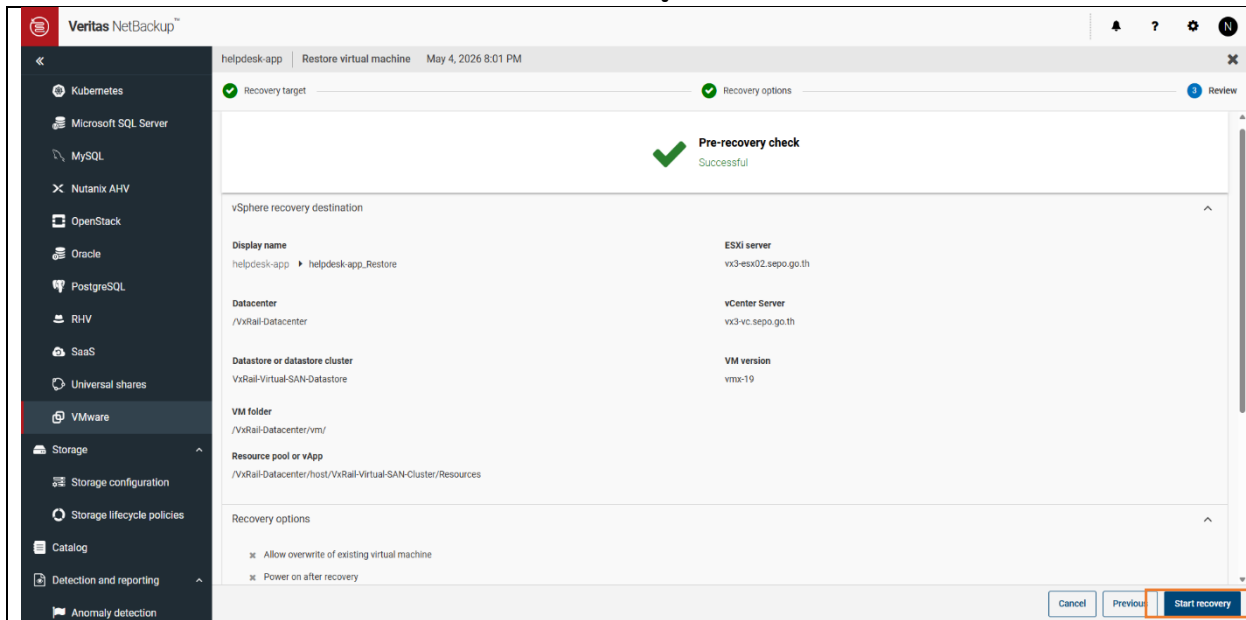 Veritas NetBackup™
?
N
«
helpdesk-app | Restore virtual machine May 4, 2026 8:01 PM
Kubernetes
Recovery target
Recovery options
3 Review
Microsoft SQL Server
MySQL
Nutanix AHV
OpenStack
Oracle
PostgreSQL
RHV
SaaS
Universal shares
VMware
Storage
Storage configuration
Storage lifecycle policies
Catalog
Detection and reporting
Anomaly detection
Pre-recovery check
Successful
vSphere recovery destination
Display name
helpdesk-app ▸ helpdesk-app_Restore
ESXi server
vx3-esx02.sepo.go.th
Datacenter
/VxRail-Datacenter
vCenter Server
vx3-vc.sepo.go.th
Datastore or datastore cluster
VxRail-Virtual-SAN-Datastore
VM version
vmx-19
VM folder
/VxRail-Datacenter/vm/
Resource pool or vApp
/VxRail-Datacenter/host/VxRail-Virtual-SAN-Cluster/Resources
Recovery options
Allow overwrite of existing virtual machine
Power on after recovery
Cancel
Previou
Start recovery